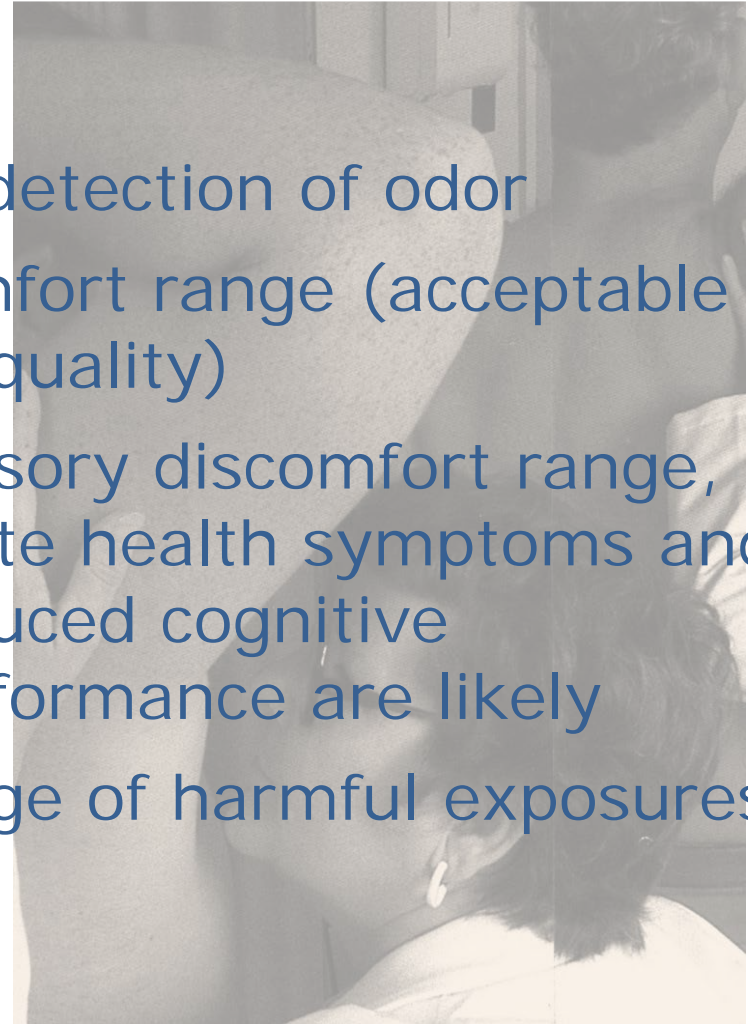 detection of odor
nfort range (acceptable
quality)
sory discomfort range,
te health symptoms and
uced cognitive
formance are likely
ge of harmful exposures